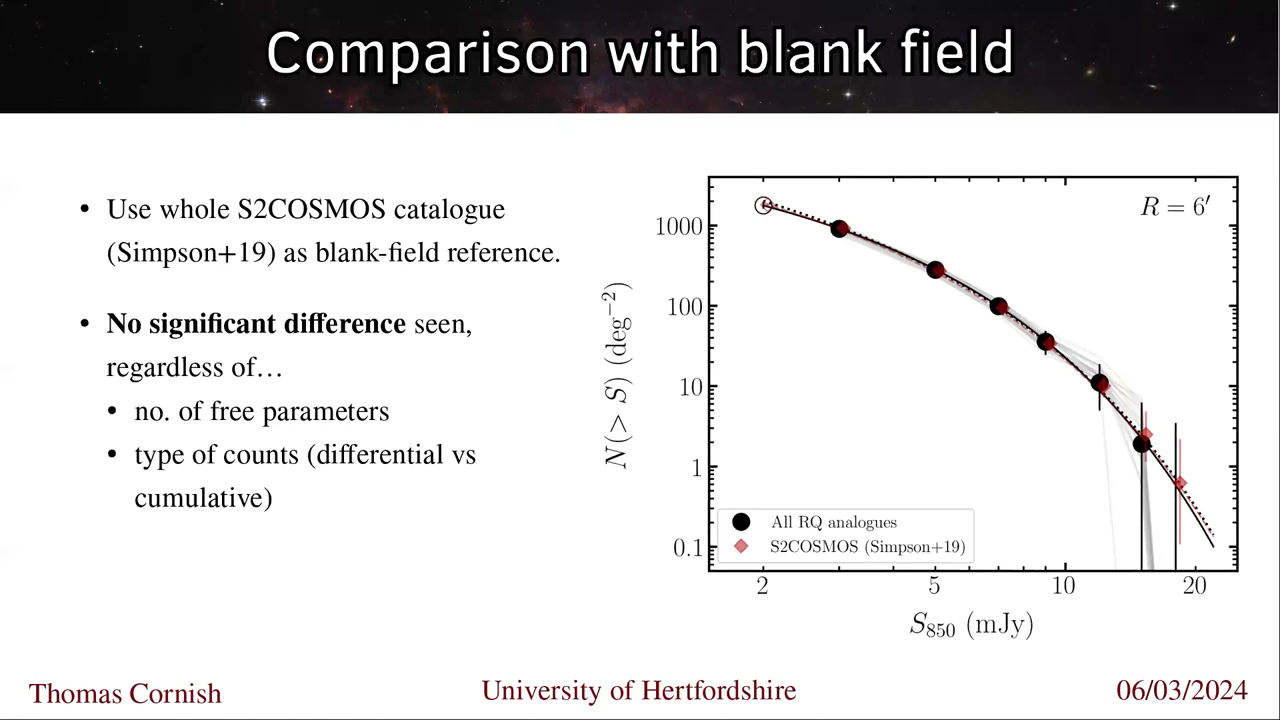 Comparison with blank field
• Use whole S2COSMOS catalogue
(Simpson+19) as blank-field reference.
• No significant difference seen,
regardless of…
• no. of free parameters
• type of counts (differential vs
cumulative)
R = 6′
1000
100
10
1
0.1
N(> S) (deg⁻²)
All RQ analogues
S2COSMOS (Simpson+19)
2 5 10 20
S₈₅₀ (mJy)
Thomas Cornish
University of Hertfordshire
06/03/2024